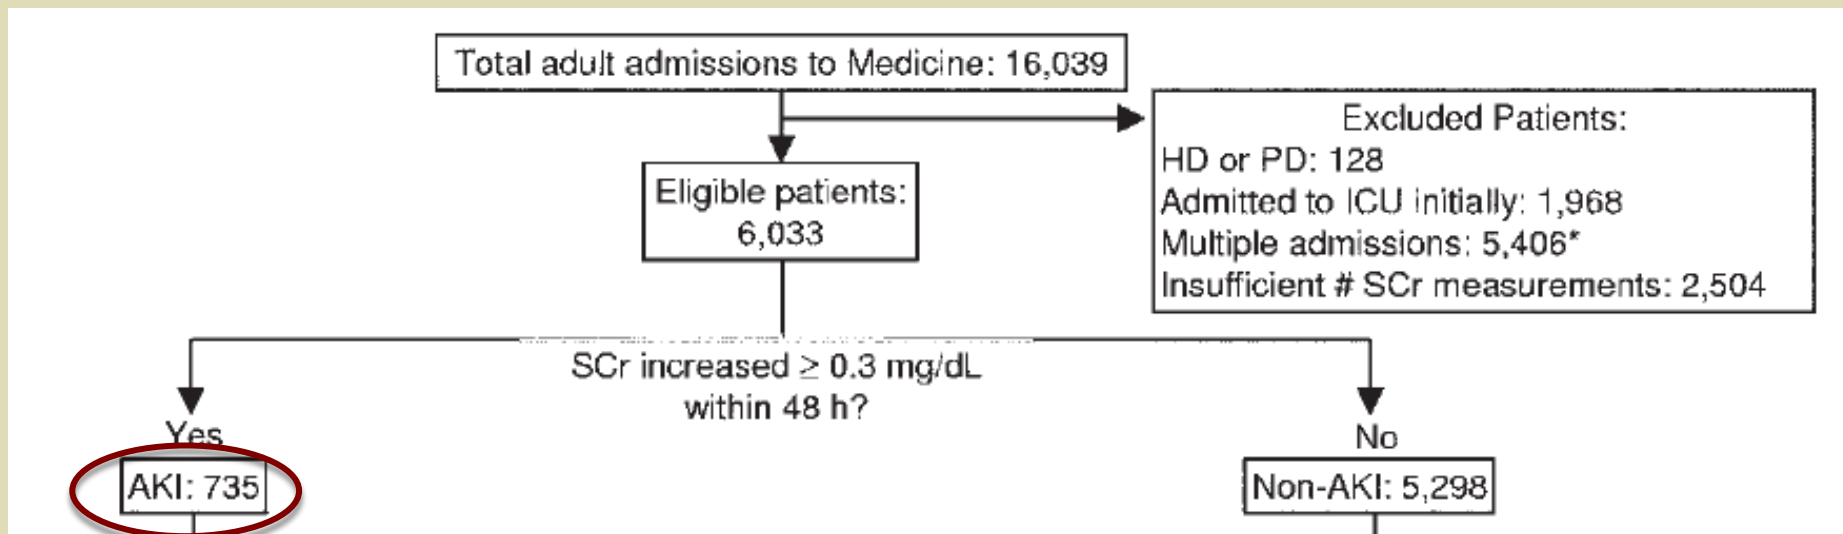 Total adult admissions to Medicine: 16,039
Excluded Patients:
HD or PD: 128
Admitted to ICU initially: 1,968
Multiple admissions: 5,406*
Insufficient # SCr measurements: 2,504
Eligible patients:
6,033
SCr increased ≥ 0.3 mg/dL
within 48 h?
Yes
AKI: 735
No
Non-AKI: 5,298